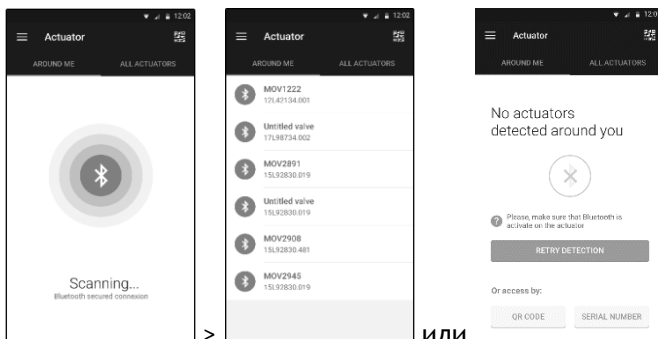 12:02
Actuator
AROUND ME ALL ACTUATORS
Scanning...
Bluetooth secured connexion
>
12:02
Actuator
AROUND ME ALL ACTUATORS
MOV1222
12L42134.001
Untitled valve
17L98734.002
MOV2891
15L92830.019
Untitled valve
15L92830.019
MOV2908
15L92830.481
MOV2945
15L92830.019
или
Actuator
AROUND ME ALL ACTUATORS
No actuators
detected around you
Please, make sure that Bluetooth is
activate on the actuator
RETRY DETECTION
Or access by:
QR CODE SERIAL NUMBER